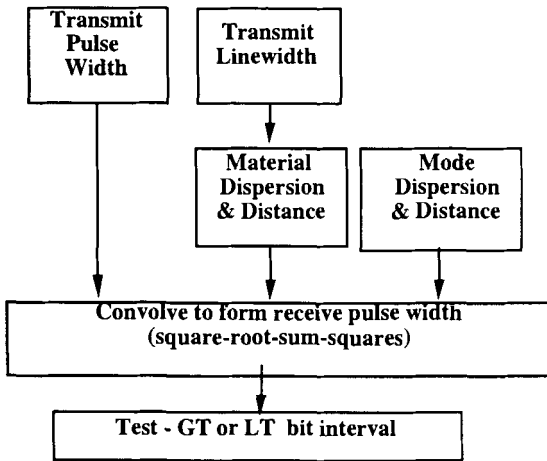 Transmit
Pulse
Width
Transmit
Linewidth
Material
Dispersion
& Distance
Mode
Dispersion
& Distance
Convolve to form receive pulse width
(square-root-sum-squares)
Test - GT or LT bit interval